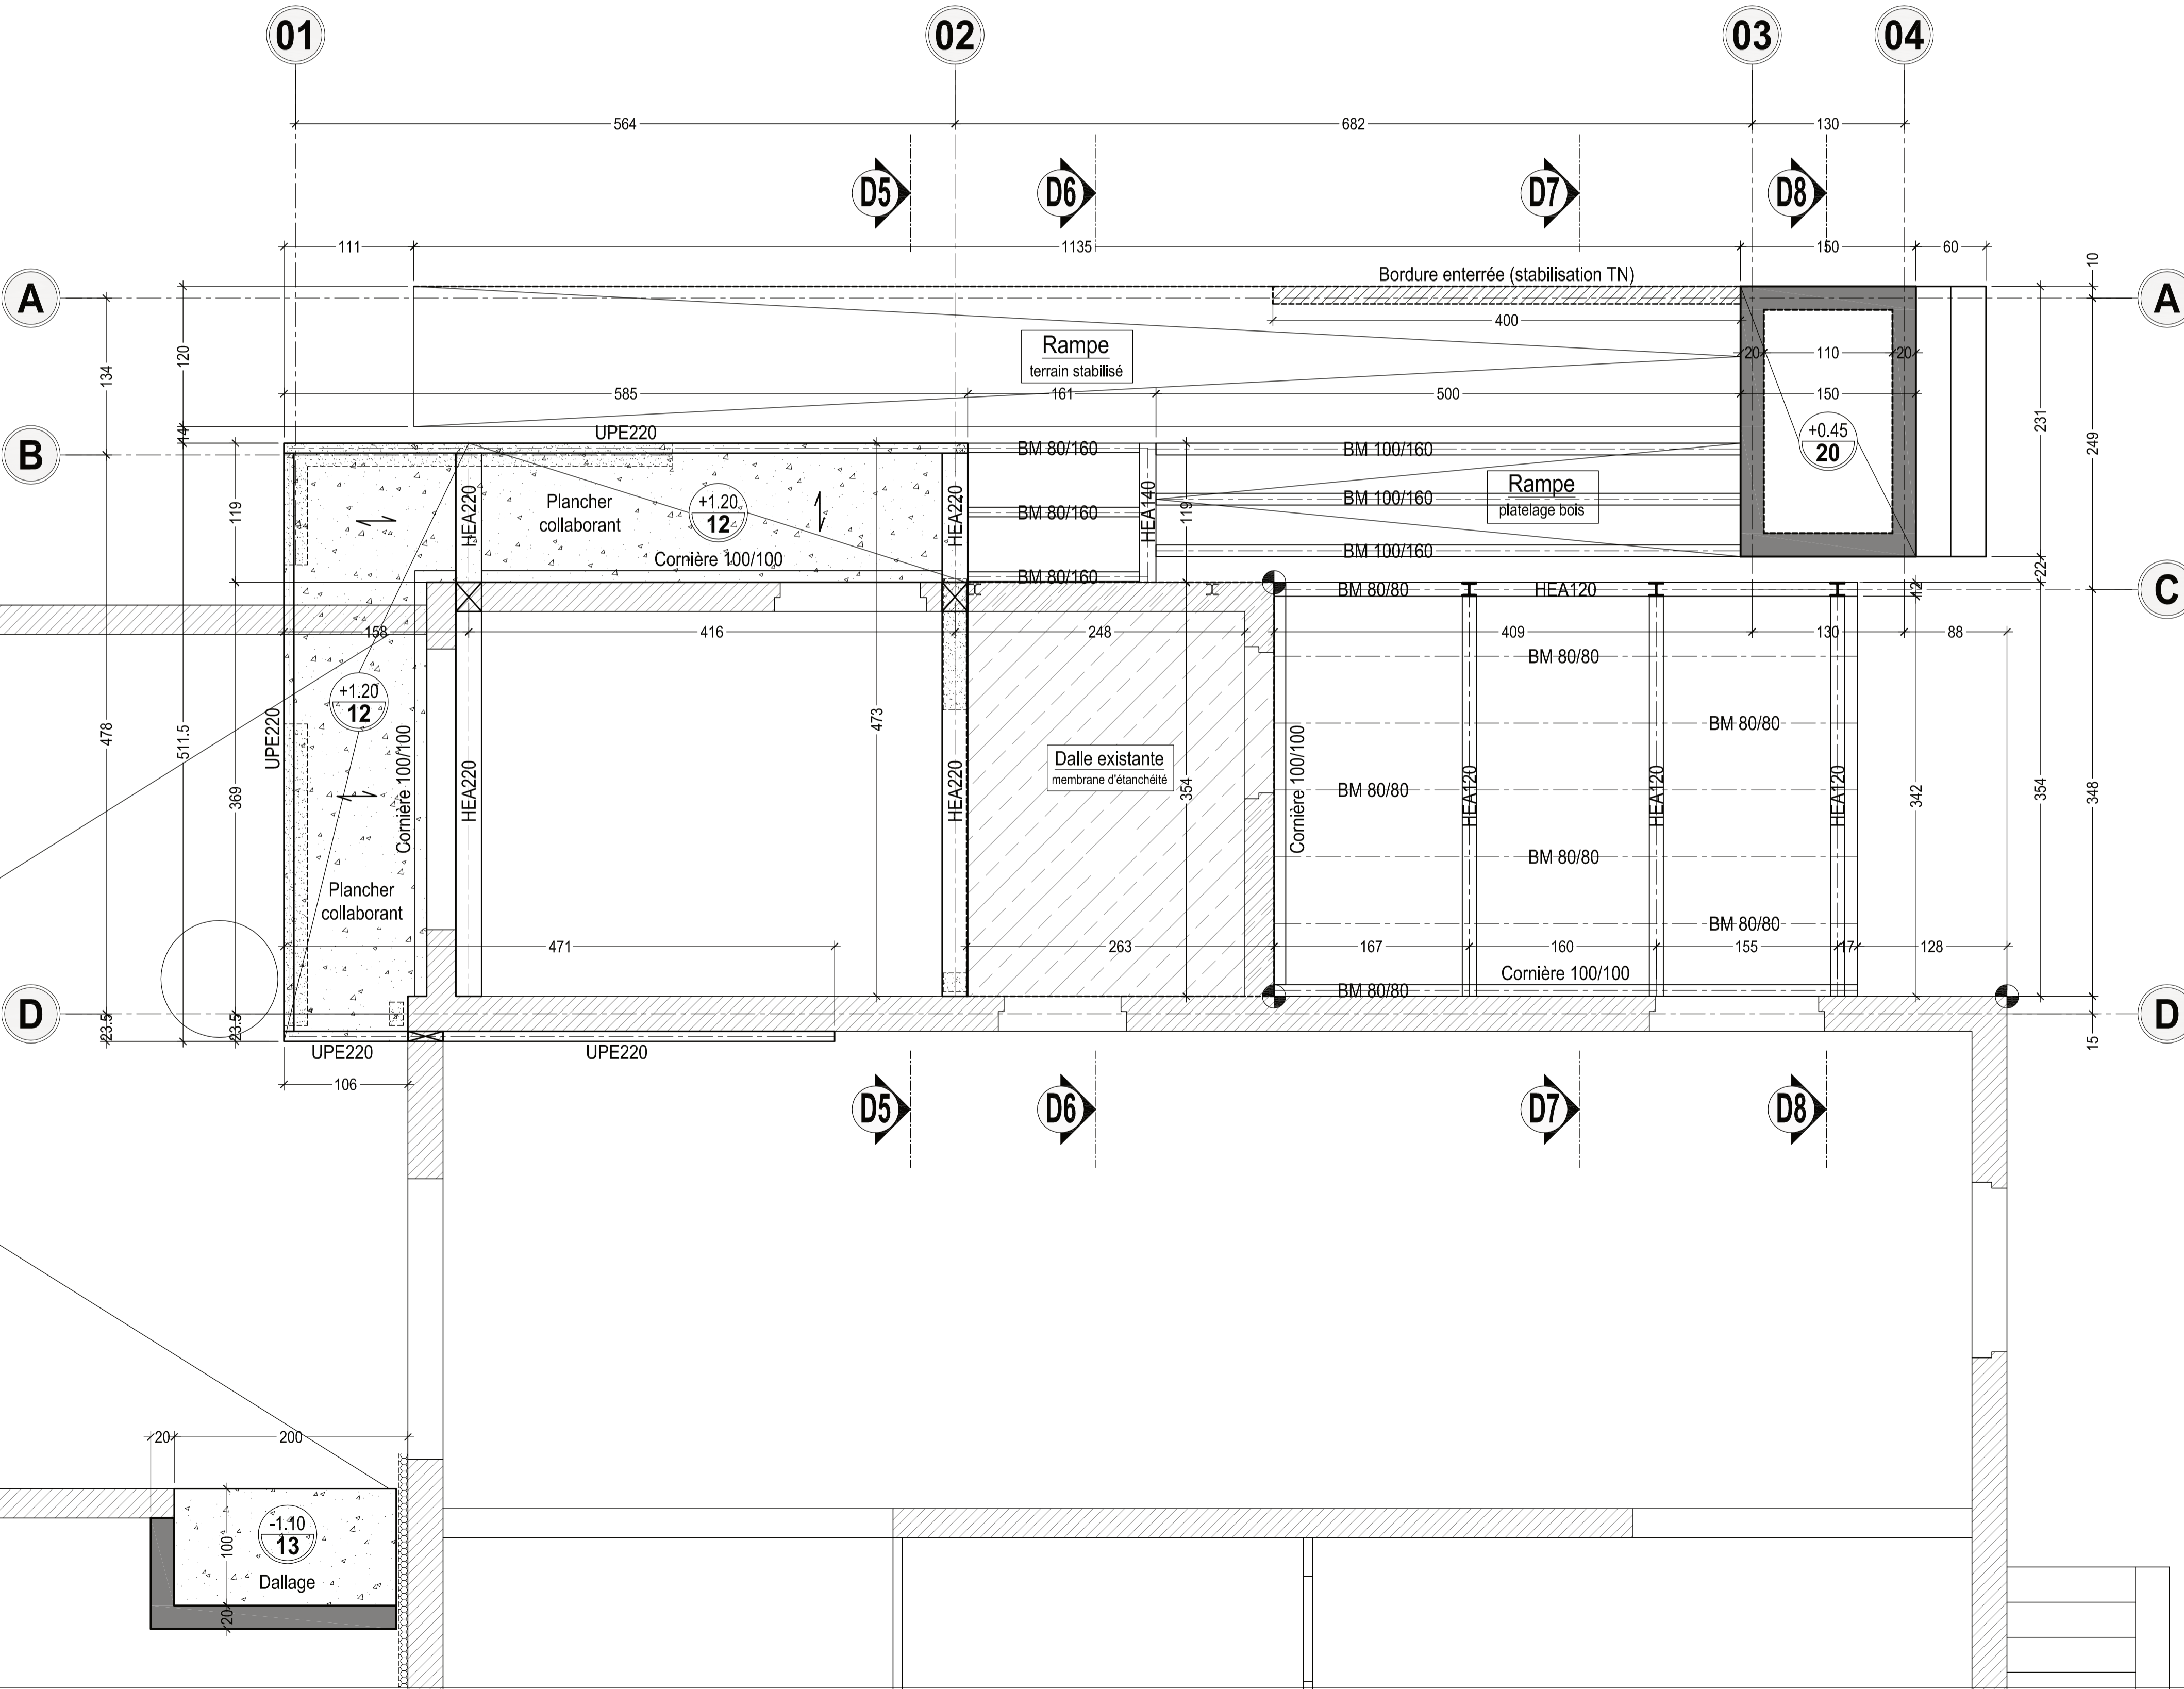 01 02 03 04
564 682 130
D5 D6 D7 D8
111 1135 150 60 10
Bordure enterrée (stabilisation TN)
A A
400
Rampe
terrain stabilisé
20 110 20
120 134
585 161 500 150
231 249
+0.45
20
14
UPE220
B
BM 80/160 BM 100/160
Rampe
platelage bois
BM 80/160 BM 100/160
BM 80/160 BM 100/160
HEA140
119
119
HEA220 HEA220
Plancher
collaborant
+1.20
12
Cornière 100/100
22
C
BM 80/80 HEA120 12
158 416 248 409 130 88
BM 80/80
+1.20
12
BM 80/80
UPE220
478 511.5 369
Cornière 100/100
HEA220
473
HEA220
Dalle existante
membrane d'étanchéité
354
Cornière 100/100
BM 80/80
HEA120 HEA120 HEA120
342 354 348
BM 80/80
Plancher
collaborant
BM 80/80
471 263 167 160 155 17 128
Cornière 100/100
BM 80/80
D D
23.5 23.5
15
UPE220 UPE220
106
D5 D6 D7 D8
20 200
-1.10
13
100
Dallage
20